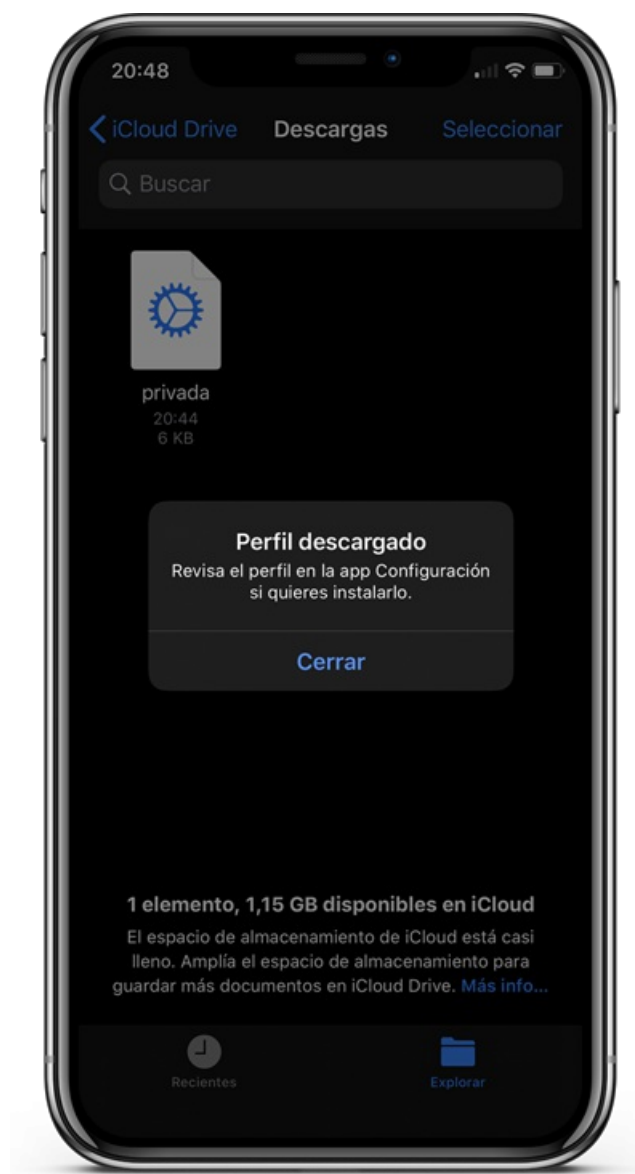 20:48
iCloud Drive
Descargas
Seleccionar
Buscar
privada
20:44
6 KB
Perfil descargado
Revisa el perfil en la app Configuración
si quieres instalarlo.
Cerrar
1 elemento, 1,15 GB disponibles en iCloud
El espacio de almacenamiento de iCloud está casi
lleno. Amplía el espacio de almacenamiento para
guardar más documentos en iCloud Drive. Más info...
Recientes
Explorar